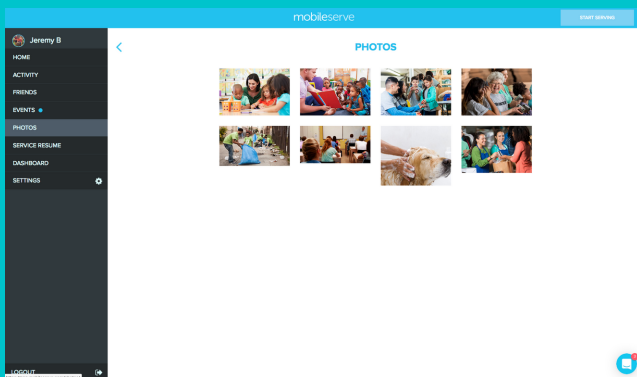 mobileserve
START SERVING
Jeremy B
HOME
ACTIVITY
FRIENDS
EVENTS
PHOTOS
SERVICE RESUME
DASHBOARD
SETTINGS
LOGOUT
PHOTOS